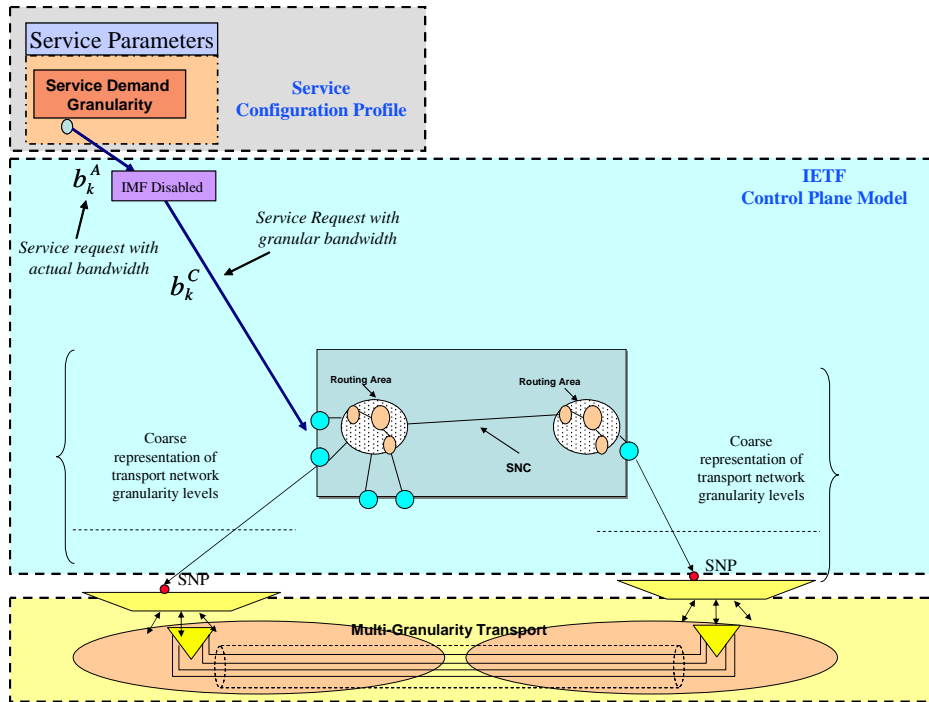 Service Parameters
Service Demand
Granularity
Service
Configuration Profile
b_k^A
IMF Disabled
IETF
Control Plane Model
Service Request with
granular bandwidth
Service request with
actual bandwidth
b_k^C
Routing Area
Routing Area
SNC
Coarse
representation of
transport network
granularity levels
Coarse
representation of
transport network
granularity levels
SNP
SNP
Multi-Granularity Transport